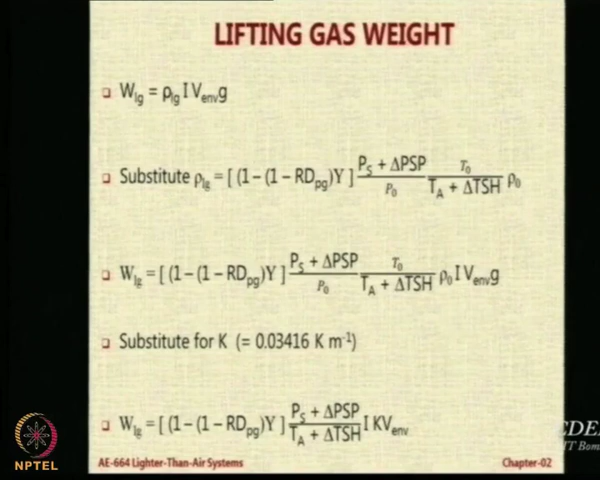 LIFTING GAS WEIGHT
W_lg = ρ_lg I V_env g
Substitute ρ_lg = [ (1 – (1 – RD_pg)Y ] (P_S + ΔPSP)/P_0 T_0/(T_A + ΔTSH) ρ_0
W_lg = [ (1 – (1 – RD_pg)Y ] (P_S + ΔPSP)/P_0 T_0/(T_A + ΔTSH) ρ_0 I V_env g
Substitute for K (= 0.03416 K m⁻¹)
W_lg = [ (1 – (1 – RD_pg)Y ] (P_S + ΔPSP)/(T_A + ΔTSH) I KV_env
AE-664 Lighter-Than-Air Systems
Chapter-02
NPTEL